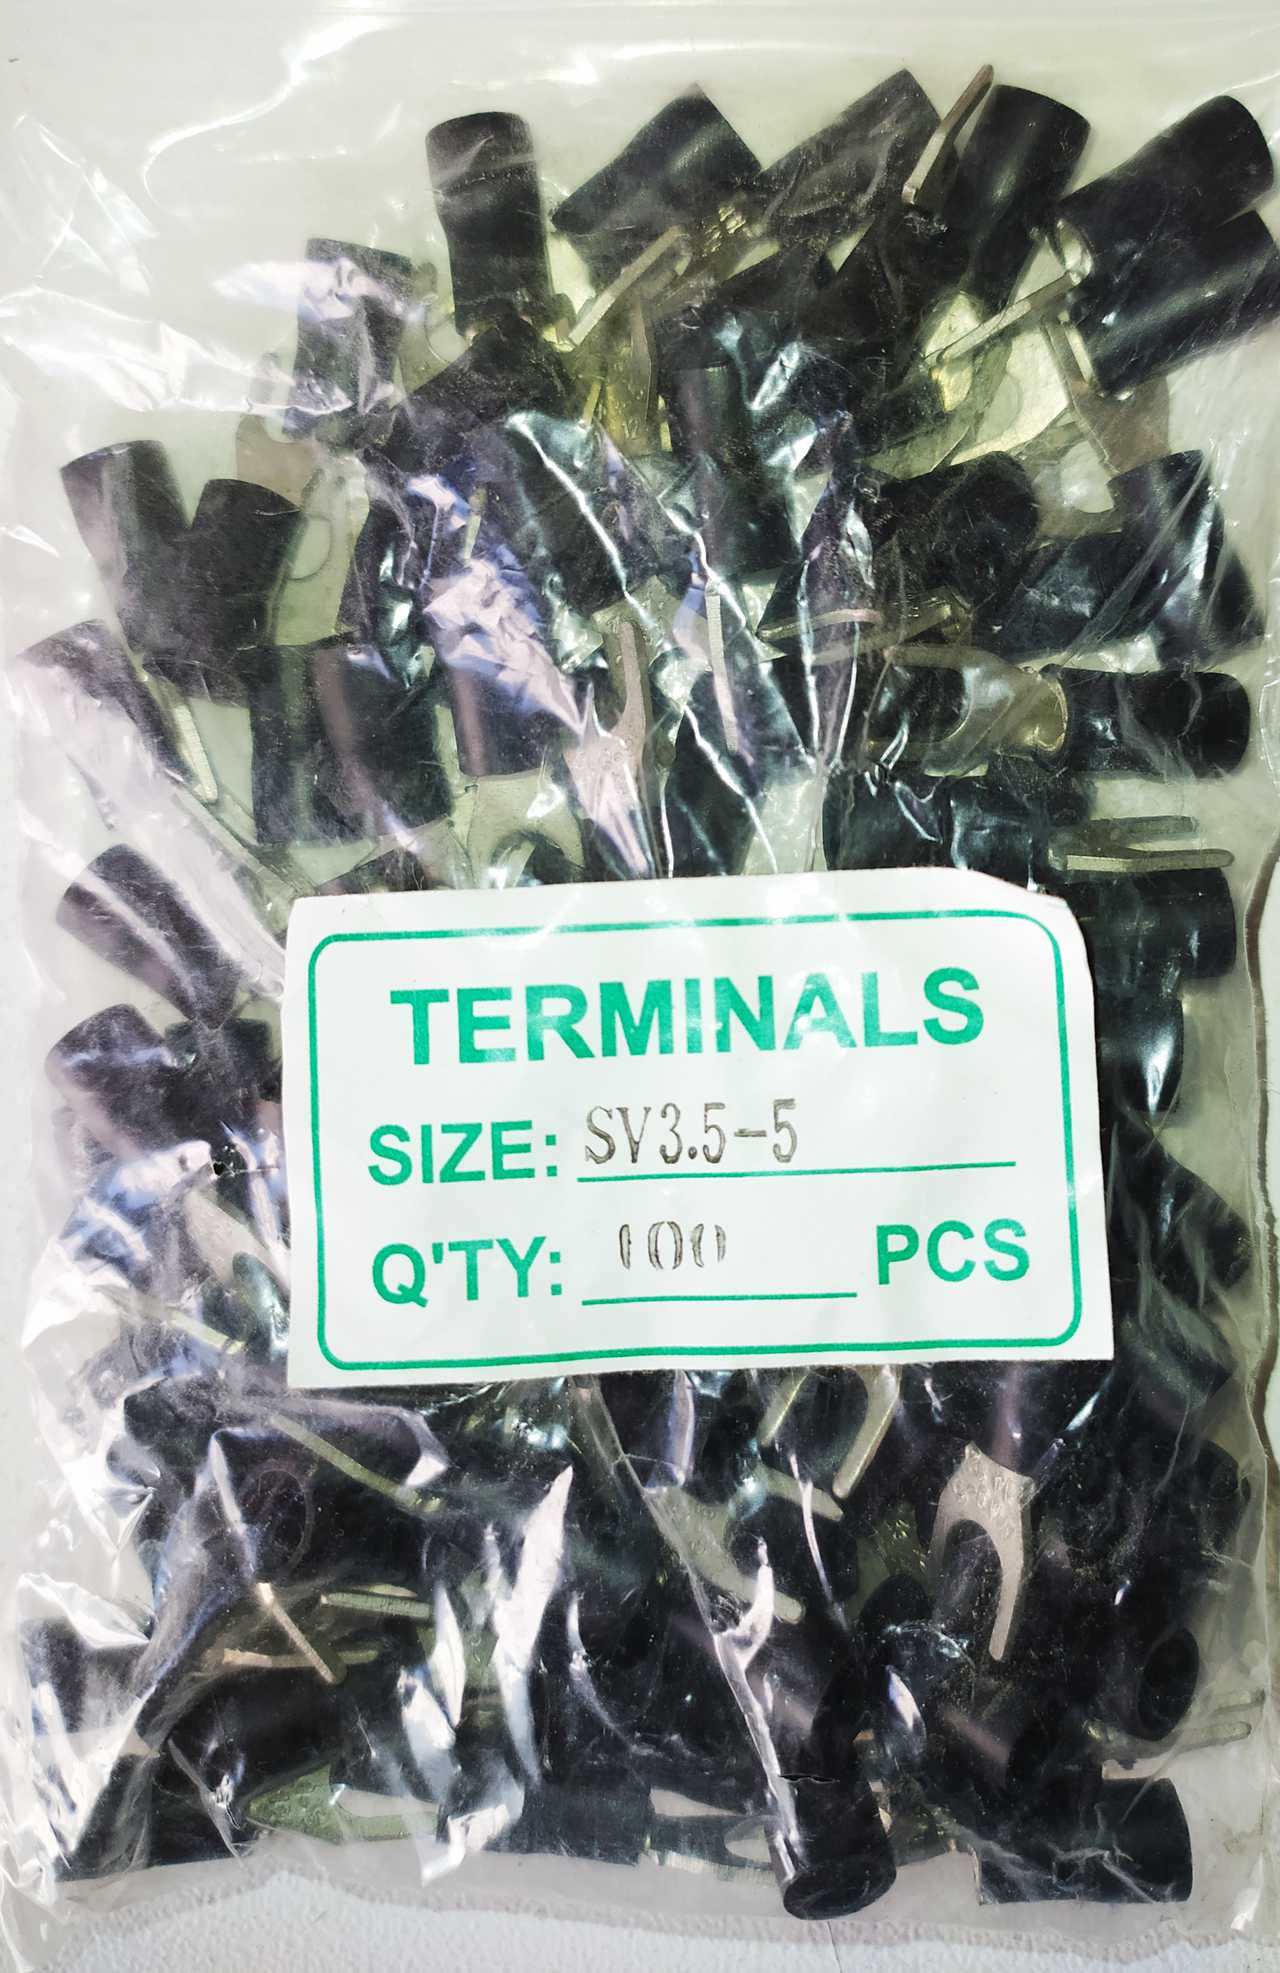 TERMINALS
SIZE: SV3.5-5
Q'TY: 100 PCS